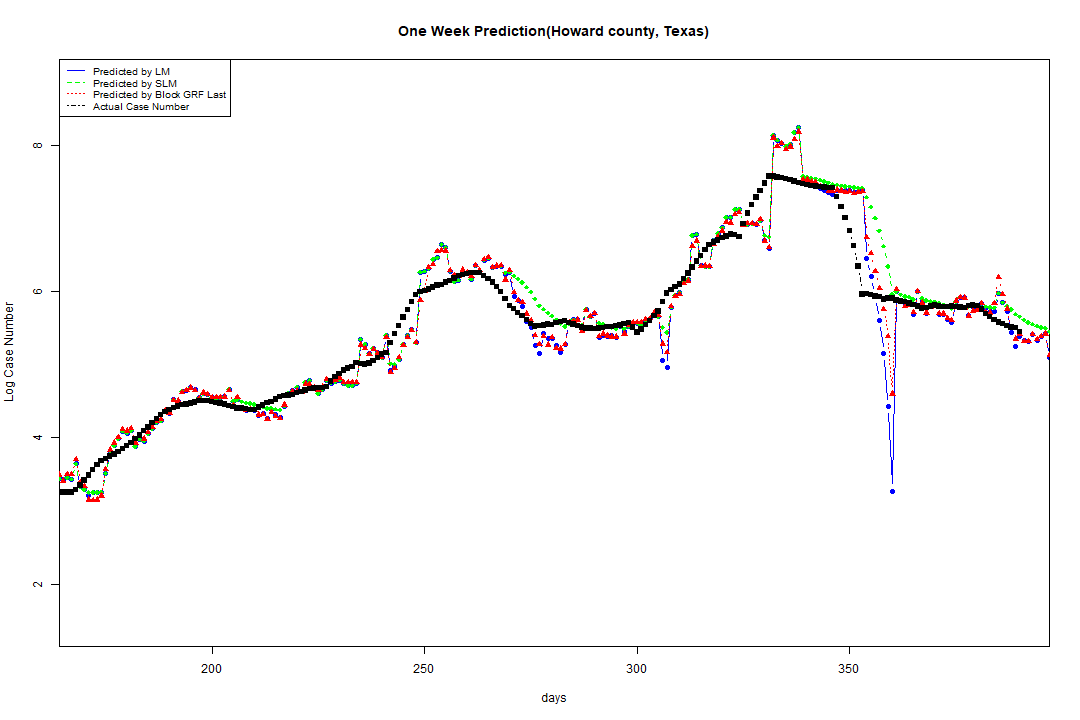 One Week Prediction(Howard county, Texas)
Predicted by LM
Predicted by SLM
Predicted by Block GRF Last
Actual Case Number
8
6
4
2
Log Case Number
200
250
300
350
days